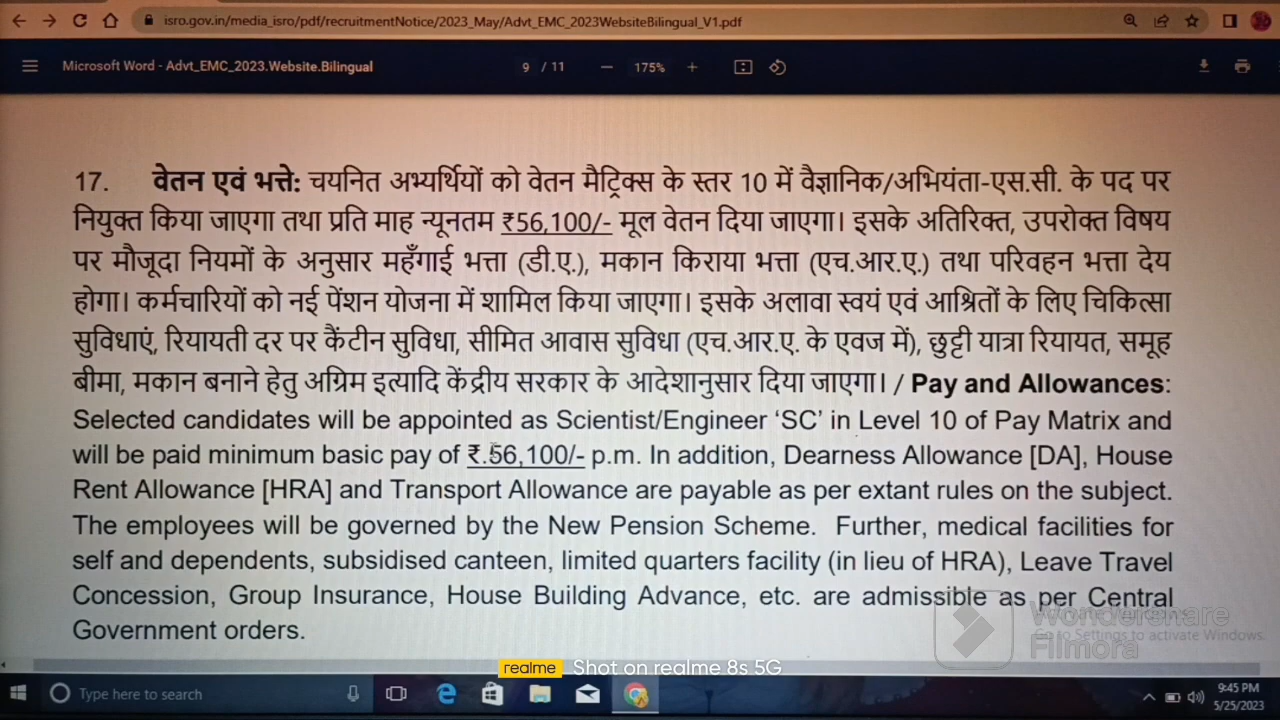 isro.gov.in/media_isro/pdf/recruitmentNotice/2023_May/Advt_EMC_2023WebsiteBilingual_V1.pdf
Microsoft Word - Advt_EMC_2023.Website.Bilingual 9 / 11 — 175% +
17. वेतन एवं भत्ते: चयनित अभ्यर्थियों को वेतन मैट्रिक्स के स्तर 10 में वैज्ञानिक/अभियंता-एस.सी. के पद पर
नियुक्त किया जाएगा तथा प्रति माह न्यूनतम ₹56,100/- मूल वेतन दिया जाएगा। इसके अतिरिक्त, उपरोक्त विषय
पर मौजूदा नियमों के अनुसार महँगाई भत्ता (डी.ए.), मकान किराया भत्ता (एच.आर.ए.) तथा परिवहन भत्ता देय
होगा। कर्मचारियों को नई पेंशन योजना में शामिल किया जाएगा। इसके अलावा स्वयं एवं आश्रितों के लिए चिकित्सा
सुविधाएं, रियायती दर पर कैंटीन सुविधा, सीमित आवास सुविधा (एच.आर.ए. के एवज में), छुट्टी यात्रा रियायत, समूह
बीमा, मकान बनाने हेतु अग्रिम इत्यादि केंद्रीय सरकार के आदेशानुसार दिया जाएगा। / Pay and Allowances:
Selected candidates will be appointed as Scientist/Engineer ‘SC’ in Level 10 of Pay Matrix and
will be paid minimum basic pay of ₹.56,100/- p.m. In addition, Dearness Allowance [DA], House
Rent Allowance [HRA] and Transport Allowance are payable as per extant rules on the subject.
The employees will be governed by the New Pension Scheme. Further, medical facilities for
self and dependents, subsidised canteen, limited quarters facility (in lieu of HRA), Leave Travel
Concession, Group Insurance, House Building Advance, etc. are admissible as per Central
Government orders.
Wondershare
Go to Settings to activate Windows.
Filmora
realme Shot on realme 8s 5G
Type here to search
9:45 PM
5/25/2023